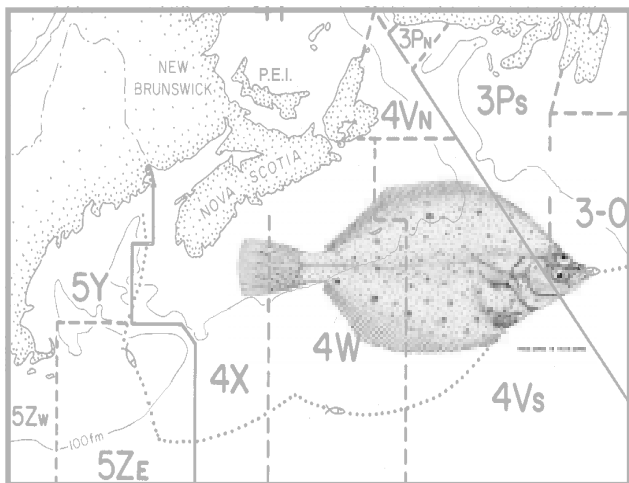 3PN
NEW
BRUNSWICK
P.E.I.
3Ps
4VN
NOVA SCOTIA
3-O
5Y
4W
4X
4Vs
5Zw
100fm
5ZE